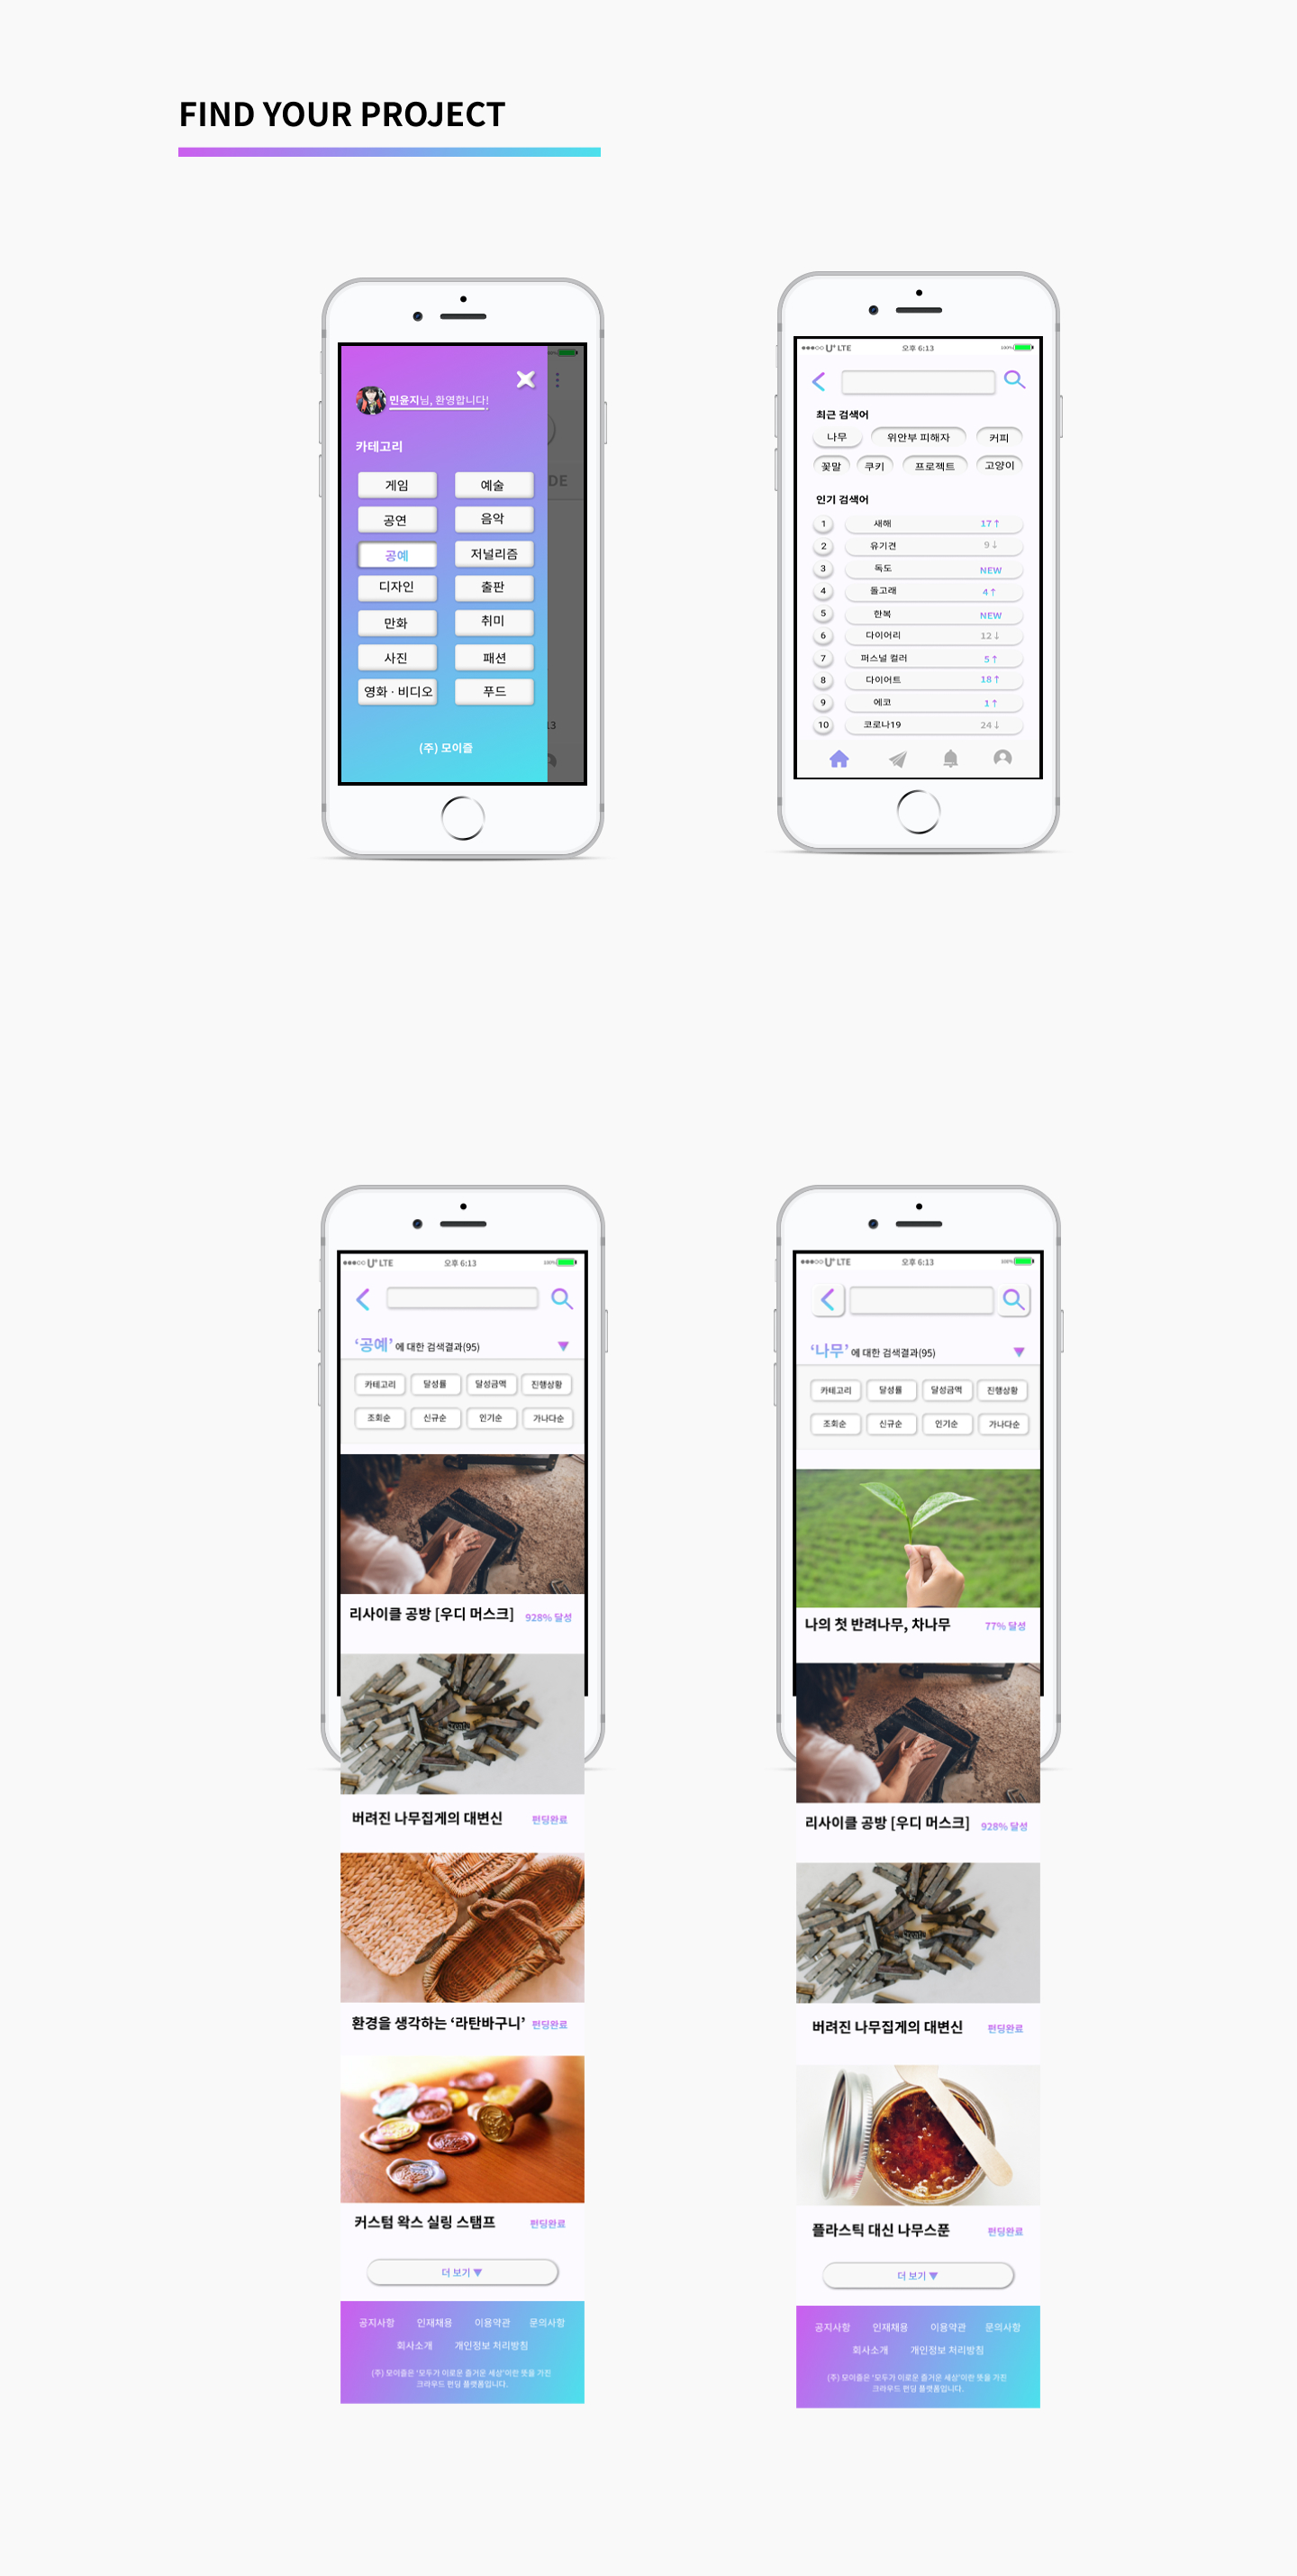 FIND YOUR PROJECT
민윤지님, 환영합니다!
카테고리
게임 예술
공연 음악
공예 저널리즘
디자인 출판
만화 취미
사진 패션
영화 · 비디오 푸드
(주) 모이즐
DE
13
U+ LTE 오후 6:13 100%
최근 검색어
나무 위안부 피해자 커피
꽃말 쿠키 프로젝트 고양이
인기 검색어
1 새해 17↑
2 유기견 9↓
3 독도 NEW
4 돌고래 4↑
5 한복 NEW
6 다이어리 12↓
7 퍼스널 컬러 5↑
8 다이어트 18↑
9 에코 1↑
10 코로나19 24↓
U+ LTE 오후 6:13 100%
‘공예’ 에 대한 검색결과(95) ▼
카테고리 달성률 달성금액 진행상황
조회순 신규순 인기순 가나다순
리사이클 공방 [우디 머스크] 928% 달성
버려진 나무집게의 대변신 펀딩완료
환경을 생각하는 ‘라탄바구니’ 펀딩완료
커스텀 왁스 실링 스탬프 펀딩완료
더 보기 ▼
공지사항 인재채용 이용약관 문의사항
회사소개 개인정보 처리방침
(주) 모이즐은 '모두가 이로운 즐거운 세상'이란 뜻을 가진
크라우드 펀딩 플랫폼입니다.
U+ LTE 오후 6:13 100%
‘나무’ 에 대한 검색결과(95) ▼
카테고리 달성률 달성금액 진행상황
조회순 신규순 인기순 가나다순
나의 첫 반려나무, 차나무 77% 달성
리사이클 공방 [우디 머스크] 928% 달성
버려진 나무집게의 대변신 펀딩완료
플라스틱 대신 나무스푼 펀딩완료
더 보기 ▼
공지사항 인재채용 이용약관 문의사항
회사소개 개인정보 처리방침
(주) 모이즐은 '모두가 이로운 즐거운 세상'이란 뜻을 가진
크라우드 펀딩 플랫폼입니다.